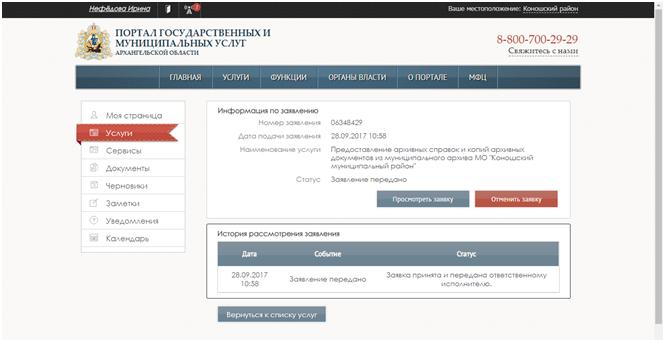 Нефёдова Ирина
Ваше местоположение: Коношский район
ПОРТАЛ ГОСУДАРСТВЕННЫХ И
МУНИЦИПАЛЬНЫХ УСЛУГ
АРХАНГЕЛЬСКОЙ ОБЛАСТИ
8-800-700-29-29
Свяжитесь с нами
ГЛАВНАЯ УСЛУГИ ФУНКЦИИ ОРГАНЫ ВЛАСТИ О ПОРТАЛЕ МФЦ
Моя страница
Услуги
Сервисы
Документы
Черновики
Заметки
Уведомления
Календарь
Информация по заявлению
Номер заявления 06348429
Дата подачи заявления 28.09.2017 10:58
Наименование услуги Предоставление архивных справок и копий архивных
документов из муниципального архива МО "Коношский
муниципальный район"
Статус Заявление передано
Просмотреть заявку Отменить заявку
История рассмотрения заявления
Дата Событие Статус
28.09.2017
10:58
Заявление передано
Заявка принята и передана ответственному
исполнителю.
Вернуться к списку услуг